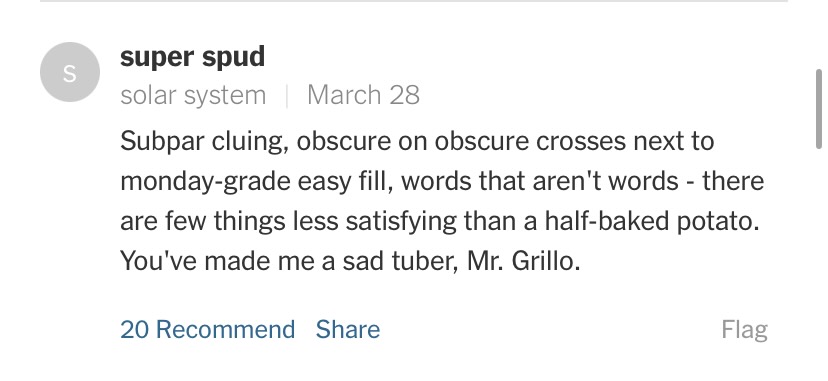 S
super spud
solar system | March 28
Subpar cluing, obscure on obscure crosses next to
monday-grade easy fill, words that aren't words - there
are few things less satisfying than a half-baked potato.
You've made me a sad tuber, Mr. Grillo.
20 Recommend Share Flag